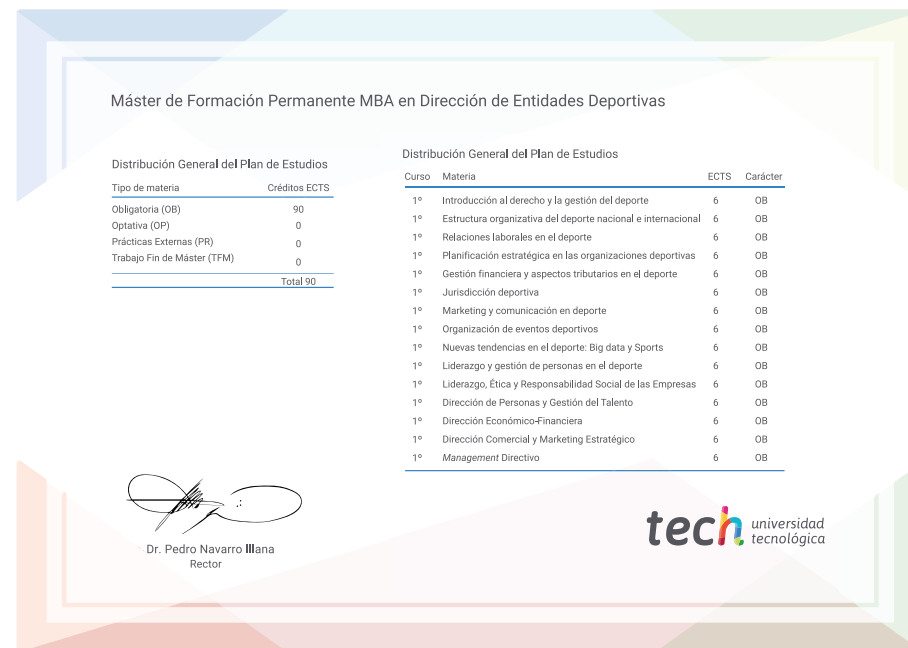 Máster de Formación Permanente MBA en Dirección de Entidades Deportivas
Distribución General del Plan de Estudios
Tipo de materia Créditos ECTS
Obligatoria (OB) 90
Optativa (OP) 0
Prácticas Externas (PR) 0
Trabajo Fin de Máster (TFM) 0
Total 90
Distribución General del Plan de Estudios
Curso Materia ECTS Carácter
1º Introducción al derecho y la gestión del deporte 6 OB
1º Estructura organizativa del deporte nacional e internacional 6 OB
1º Relaciones laborales en el deporte 6 OB
1º Planificación estratégica en las organizaciones deportivas 6 OB
1º Gestión financiera y aspectos tributarios en el deporte 6 OB
1º Jurisdicción deportiva 6 OB
1º Marketing y comunicación en deporte 6 OB
1º Organización de eventos deportivos 6 OB
1º Nuevas tendencias en el deporte: Big data y Sports 6 OB
1º Liderazgo y gestión de personas en el deporte 6 OB
1º Liderazgo, Ética y Responsabilidad Social de las Empresas 6 OB
1º Dirección de Personas y Gestión del Talento 6 OB
1º Dirección Económico-Financiera 6 OB
1º Dirección Comercial y Marketing Estratégico 6 OB
1º Management Directivo 6 OB
Dr. Pedro Navarro Illana
Rector
tech universidad
tecnológica